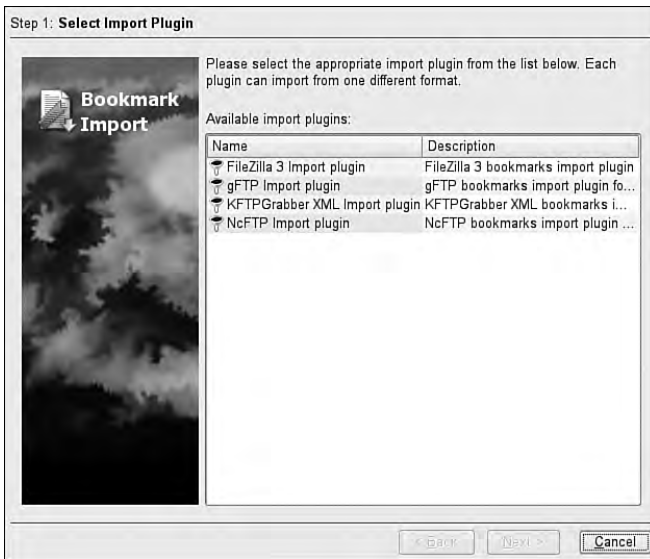 Step 1: Select Import Plugin
Bookmark
Import
Please select the appropriate import plugin from the list below. Each
plugin can import from one different format.
Available import plugins:
Name Description
FileZilla 3 Import plugin FileZilla 3 bookmarks import plugin
gFTP Import plugin gFTP bookmarks import plugin fo...
KFTPGrabber XML Import plugin KFTPGrabber XML bookmarks i...
NcFTP Import plugin NcFTP bookmarks import plugin ...
< Back Next > Cancel